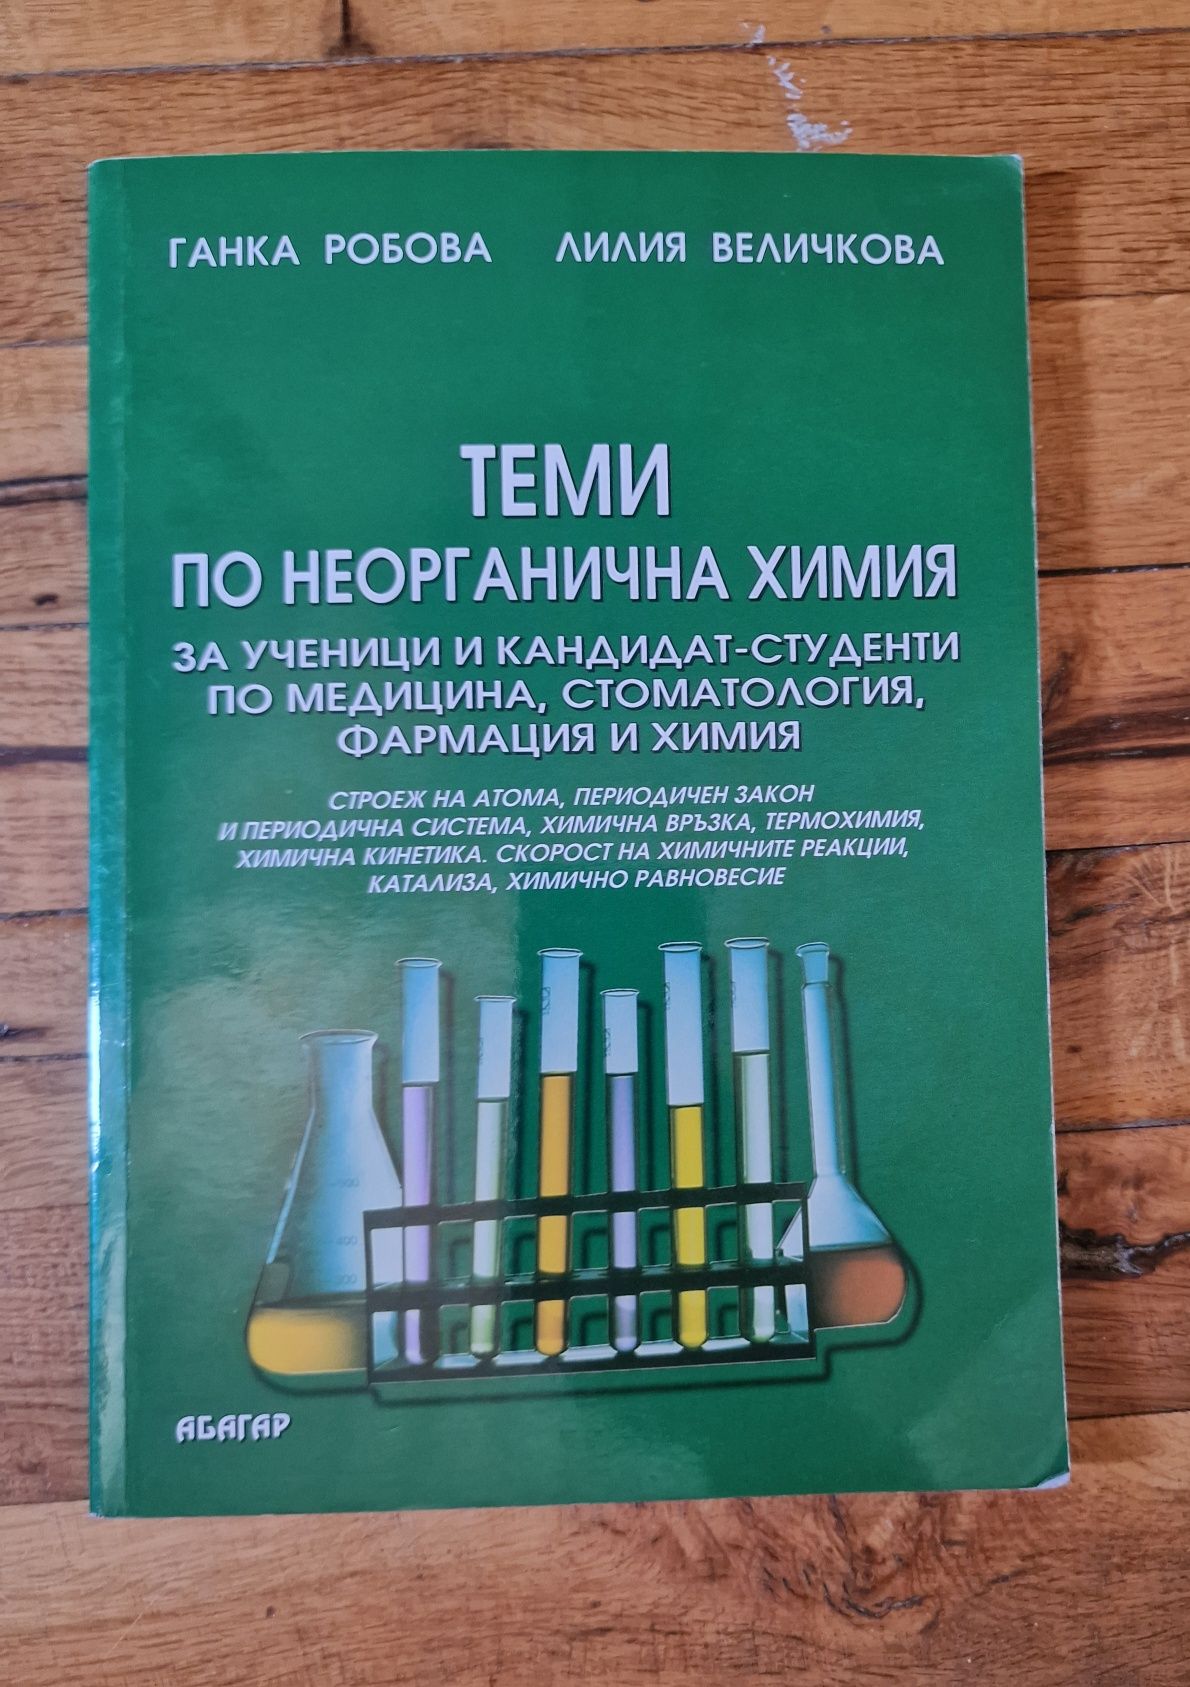 ГАНКА РОБОВА ЛИЛИЯ ВЕЛИЧКОВА
ТЕМИ
ПО НЕОРГАНИЧНА ХИМИЯ
ЗА УЧЕНИЦИ И КАНДИДАТ-СТУДЕНТИ
ПО МЕДИЦИНА, СТОМАТОЛОГИЯ,
ФАРМАЦИЯ И ХИМИЯ
СТРОЕЖ НА АТОМА, ПЕРИОДИЧЕН ЗАКОН
И ПЕРИОДИЧНА СИСТЕМА, ХИМИЧНА ВРЪЗКА, ТЕРМОХИМИЯ,
ХИМИЧНА КИНЕТИКА. СКОРОСТ НА ХИМИЧНИТЕ РЕАКЦИИ,
КАТАЛИЗА, ХИМИЧНО РАВНОВЕСИЕ
АБАГАР